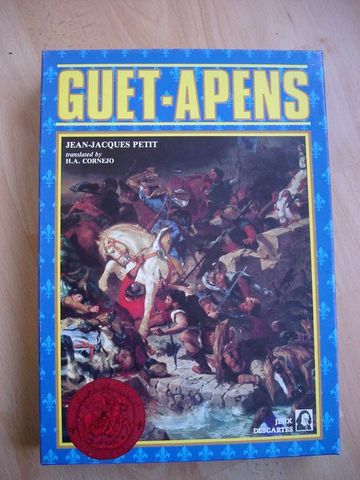 GUET-APENS
JEAN-JACQUES PETIT
translated by
H.A. CORNEJO
JEUX
DESCARTES